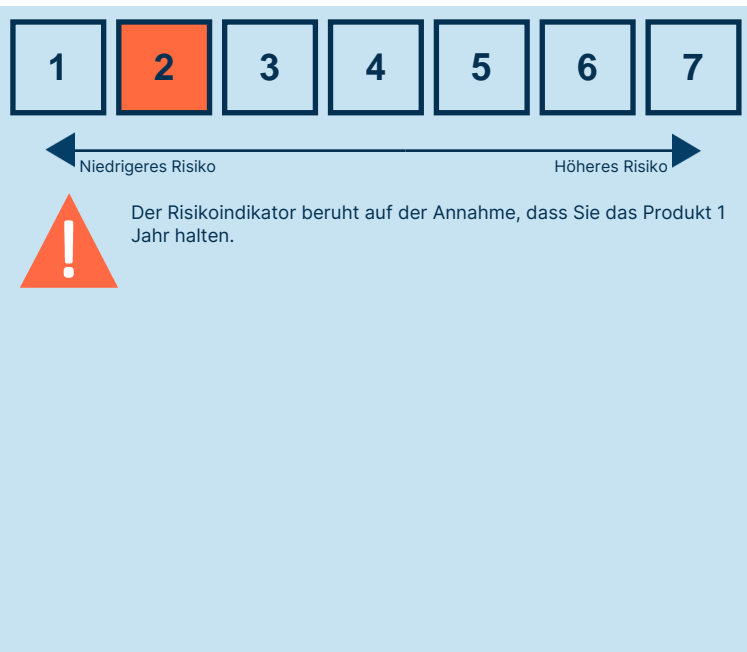 1 2 3 4 5 6 7
Niedrigeres Risiko Höheres Risiko
Der Risikoindikator beruht auf der Annahme, dass Sie das Produkt 1
Jahr halten.
!